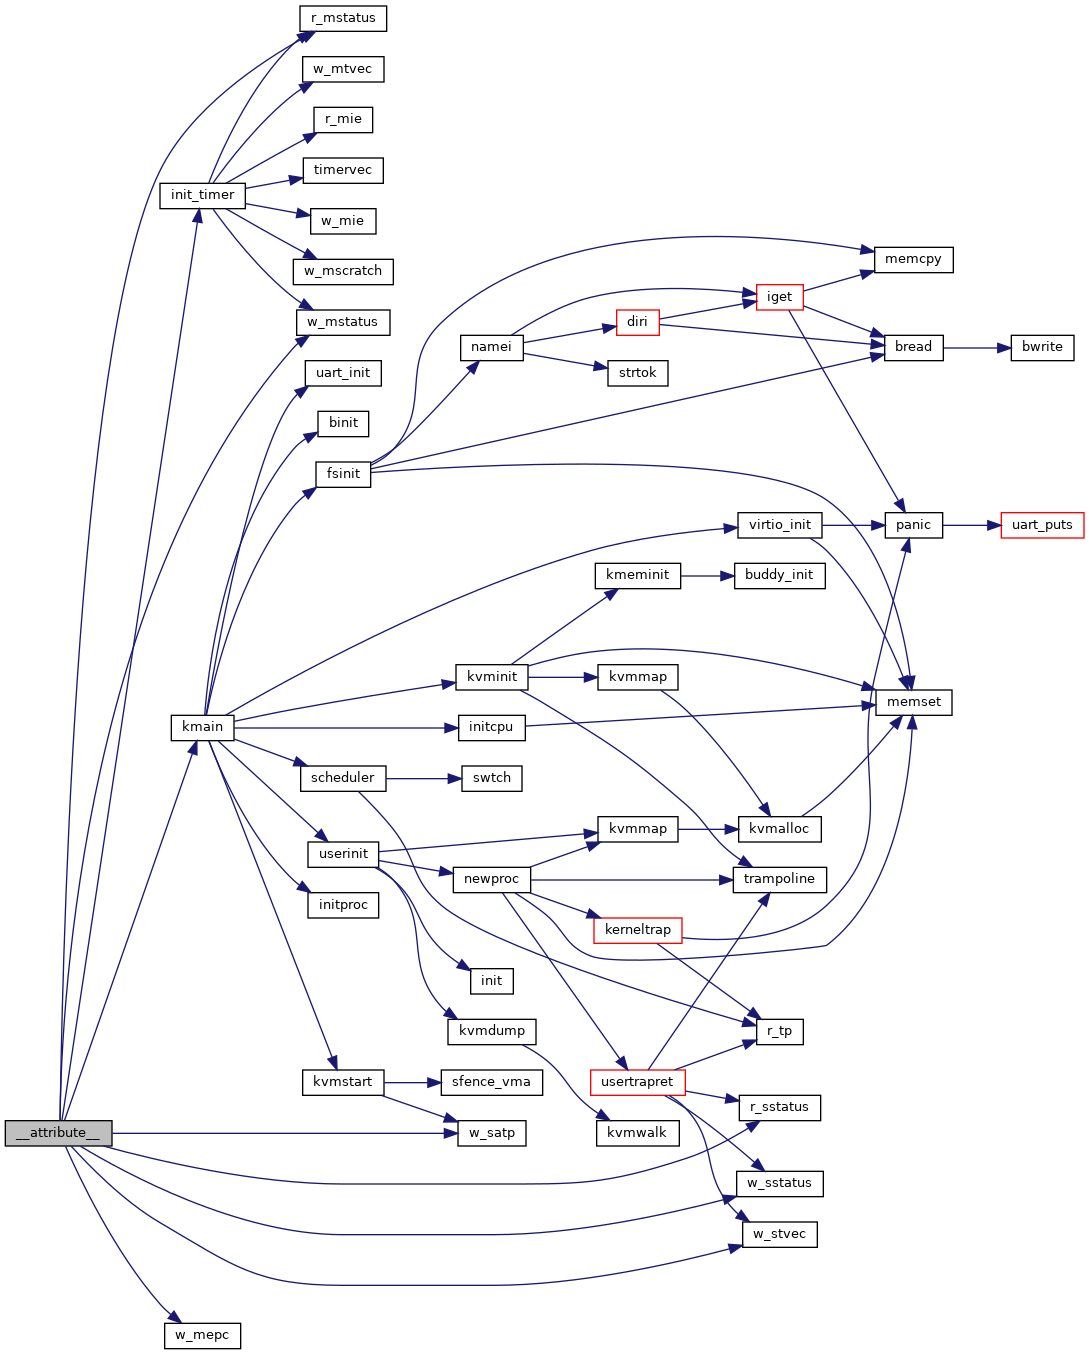 r_mstatus
w_mtvec
r_mie
timervec
init_timer
w_mie
memcpy
w_mscratch
iget
w_mstatus
diri
namei
bread
bwrite
uart_init
strtok
binit
fsinit
virtio_init
panic
uart_puts
kmeminit
buddy_init
kvminit
kvmmap
memset
kmain
initcpu
scheduler
swtch
kvmmap
kvmalloc
userinit
newproc
trampoline
initproc
kerneltrap
init
kvmdump
r_tp
kvmstart
sfence_vma
usertrapret
r_sstatus
__attribute__
w_satp
kvmwalk
w_sstatus
w_stvec
w_mepc